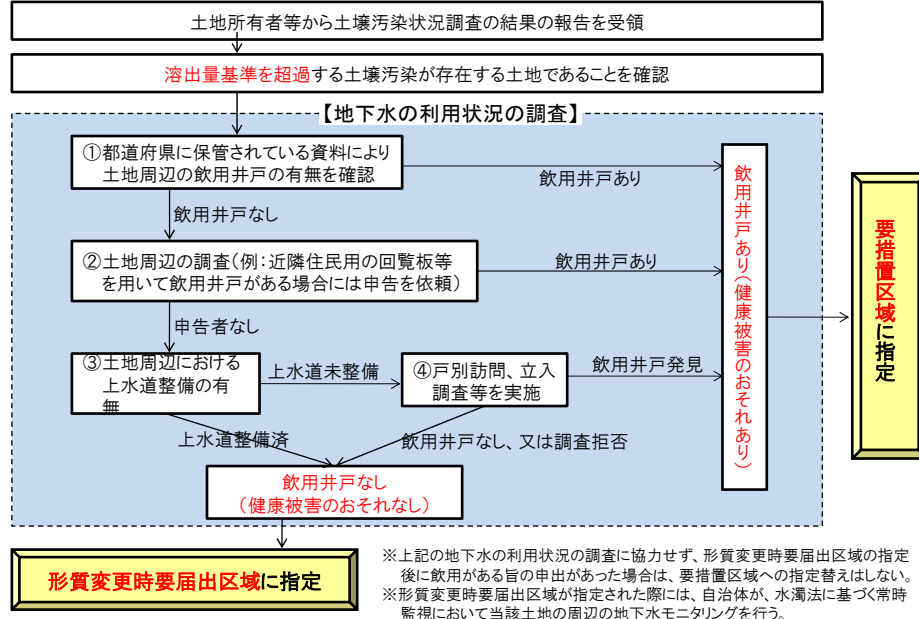 土地所有者等から土壌汚染状況調査の結果の報告を受領
溶出量基準を超過する土壌汚染が存在する土地であることを確認
【地下水の利用状況の調査】
①都道府県に保管されている資料により
土地周辺の飲用井戸の有無を確認
飲用井戸あり
飲用井戸なし
②土地周辺の調査(例:近隣住民用の回覧板等
を用いて飲用井戸がある場合には申告を依頼)
飲用井戸あり
申告者なし
③土地周辺における
上水道整備の有
無
上水道未整備
④戸別訪問、立入
調査等を実施
飲用井戸発見
上水道整備済
飲用井戸なし、又は調査拒否
飲用井戸なし
(健康被害のおそれなし)
飲用井戸あり(健康被害のおそれあり)
要措置区域に指定
形質変更時要届出区域に指定
※上記の地下水の利用状況の調査に協力せず、形質変更時要届出区域の指定
後に飲用がある旨の申出があった場合は、要措置区域への指定替えはしない。
※形質変更時要届出区域が指定された際には、自治体が、水濁法に基づく常時
監視において当該土地の周辺の地下水モニタリングを行う。